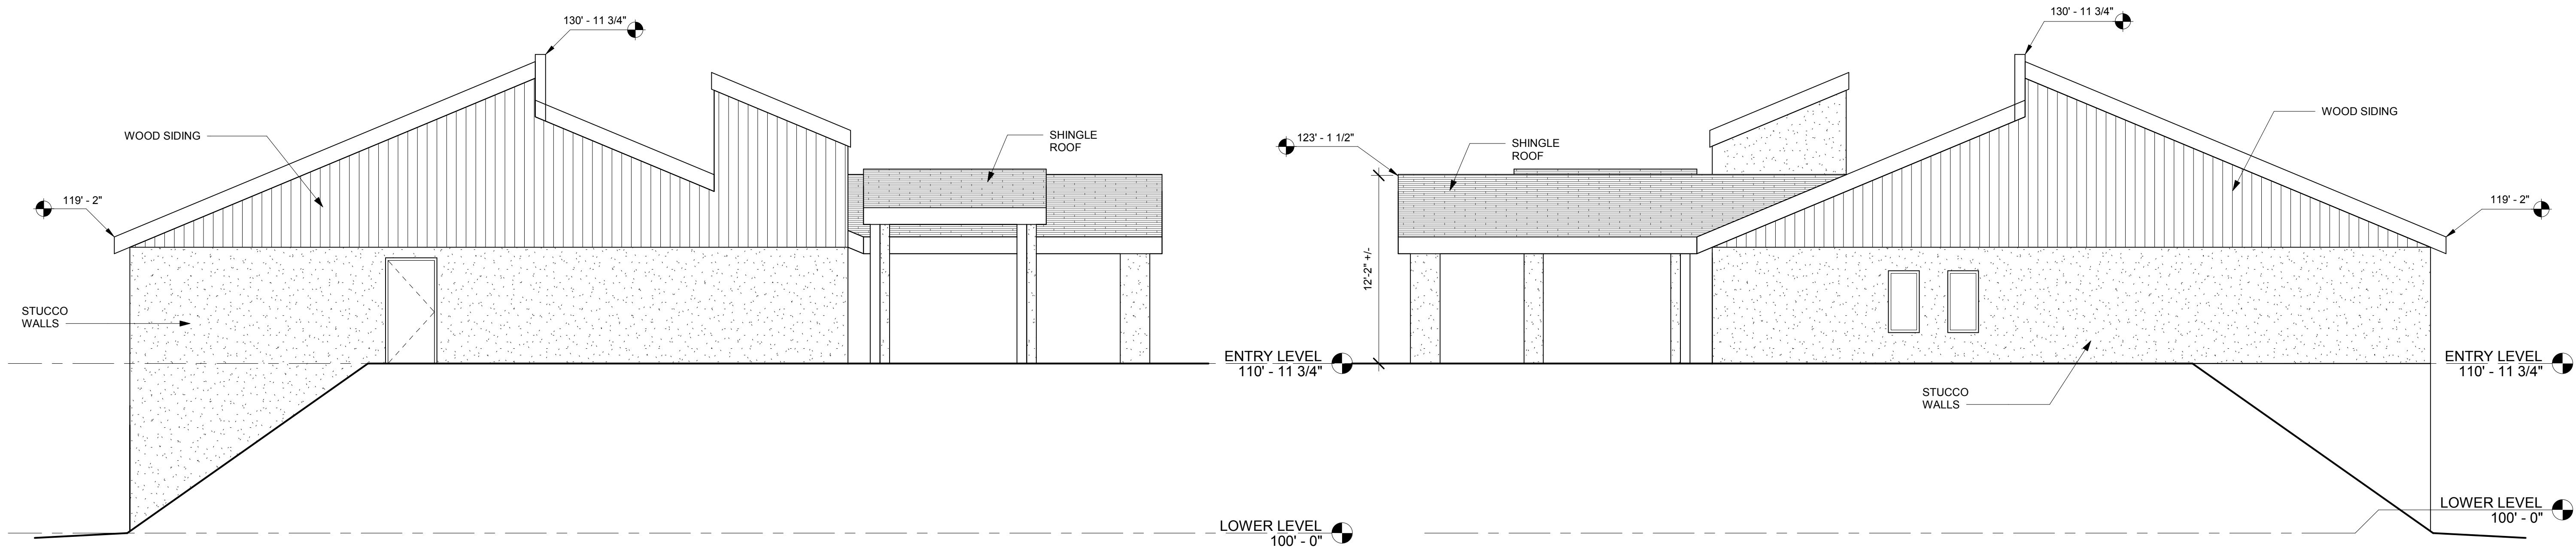 130' - 11 3/4"
WOOD SIDING
SHINGLE
ROOF
119' - 2"
STUCCO
WALLS
ENTRY LEVEL
110' - 11 3/4"
LOWER LEVEL
100' - 0"
130' - 11 3/4"
WOOD SIDING
123' - 1 1/2"
SHINGLE
ROOF
119' - 2"
12'-2" +/-
ENTRY LEVEL
110' - 11 3/4"
STUCCO
WALLS
LOWER LEVEL
100' - 0"